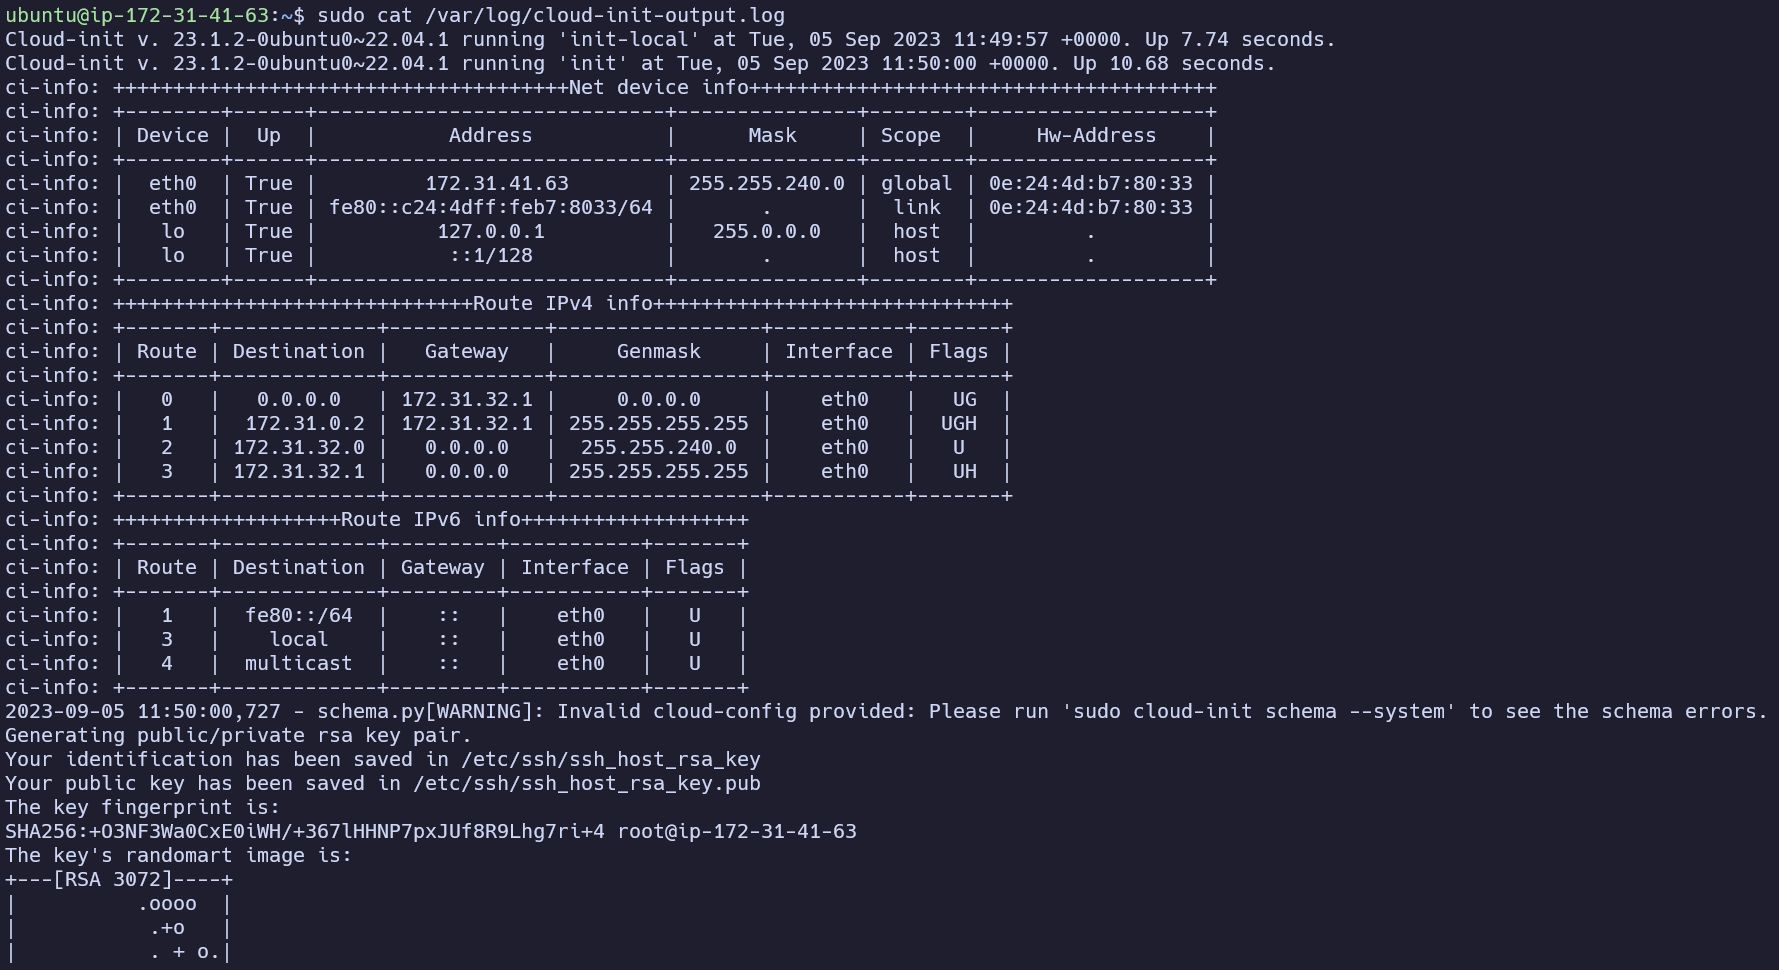 ubuntu@ip-172-31-41-63:~$ sudo cat /var/log/cloud-init-output.log
Cloud-init v. 23.1.2-0ubuntu0~22.04.1 running 'init-local' at Tue, 05 Sep 2023 11:49:57 +0000. Up 7.74 seconds.
Cloud-init v. 23.1.2-0ubuntu0~22.04.1 running 'init' at Tue, 05 Sep 2023 11:50:00 +0000. Up 10.68 seconds.
ci-info: ++++++++++++++++++++++++++++++++++++++Net device info+++++++++++++++++++++++++++++++++++++++
ci-info: +--------+------+-----------------------------+---------------+--------+-------------------+
ci-info: | Device |  Up  |           Address           |      Mask     | Scope  |     Hw-Address    |
ci-info: +--------+------+-----------------------------+---------------+--------+-------------------+
ci-info: |  eth0  | True |         172.31.41.63        | 255.255.240.0 | global | 0e:24:4d:b7:80:33 |
ci-info: |  eth0  | True | fe80::c24:4dff:feb7:8033/64 |       .       |  link  | 0e:24:4d:b7:80:33 |
ci-info: |   lo   | True |          127.0.0.1          |   255.0.0.0   |  host  |         .         |
ci-info: |   lo   | True |           ::1/128           |       .       |  host  |         .         |
ci-info: +--------+------+-----------------------------+---------------+--------+-------------------+
ci-info: ++++++++++++++++++++++++++++++Route IPv4 info++++++++++++++++++++++++++++++
ci-info: +-------+-------------+-------------+-----------------+-----------+-------+
ci-info: | Route | Destination |   Gateway   |     Genmask     | Interface | Flags |
ci-info: +-------+-------------+-------------+-----------------+-----------+-------+
ci-info: |   0   |   0.0.0.0   | 172.31.32.1 |     0.0.0.0     |    eth0   |   UG  |
ci-info: |   1   |  172.31.0.2 | 172.31.32.1 | 255.255.255.255 |    eth0   |  UGH  |
ci-info: |   2   | 172.31.32.0 |   0.0.0.0   |  255.255.240.0  |    eth0   |   U   |
ci-info: |   3   | 172.31.32.1 |   0.0.0.0   | 255.255.255.255 |    eth0   |   UH  |
ci-info: +-------+-------------+-------------+-----------------+-----------+-------+
ci-info: +++++++++++++++++++Route IPv6 info+++++++++++++++++++
ci-info: +-------+-------------+---------+-----------+-------+
ci-info: | Route | Destination | Gateway | Interface | Flags |
ci-info: +-------+-------------+---------+-----------+-------+
ci-info: |   1   |  fe80::/64  |    ::   |    eth0   |   U   |
ci-info: |   3   |    local    |    ::   |    eth0   |   U   |
ci-info: |   4   |  multicast  |    ::   |    eth0   |   U   |
ci-info: +-------+-------------+---------+-----------+-------+
2023-09-05 11:50:00,727 - schema.py[WARNING]: Invalid cloud-config provided: Please run 'sudo cloud-init schema --system' to see the schema errors.
Generating public/private rsa key pair.
Your identification has been saved in /etc/ssh/ssh_host_rsa_key
Your public key has been saved in /etc/ssh/ssh_host_rsa_key.pub
The key fingerprint is:
SHA256:+O3NF3Wa0CxE0iWH/+367lHHNP7pxJUf8R9Lhg7ri+4 root@ip-172-31-41-63
The key's randomart image is:
+---[RSA 3072]----+
|          .oooo  |
|           .+o   |
|           . + o.|